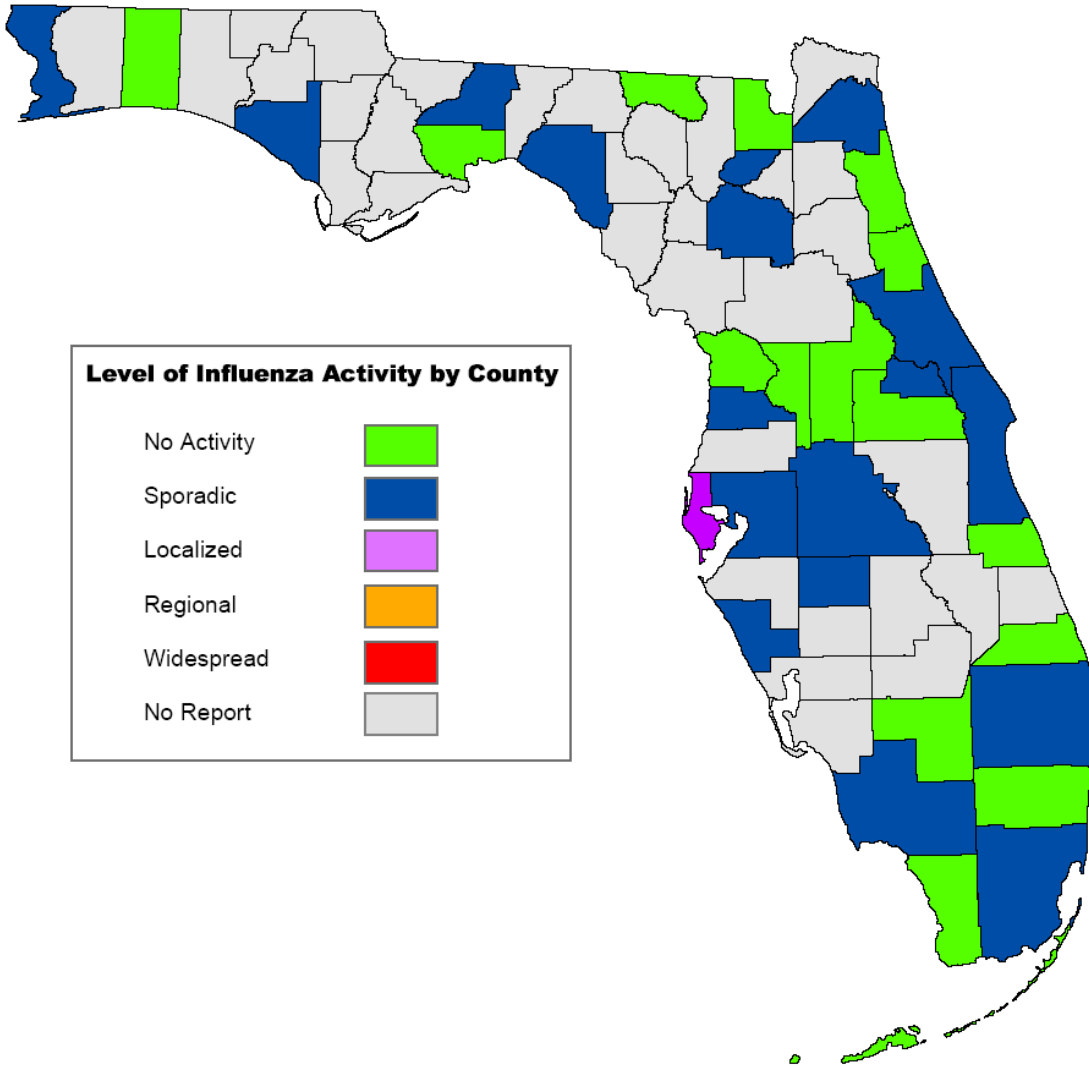 Level of Influenza Activity by County
No Activity
Sporadic
Localized
Regional
Widespread
No Report